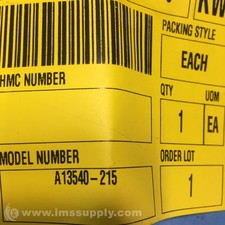 PACKING STYLE
HMC NUMBER
EACH
QTY
UOM
1
EA
MODEL NUMBER
ORDER LOT
A13540-215
1
www.imssupply.com